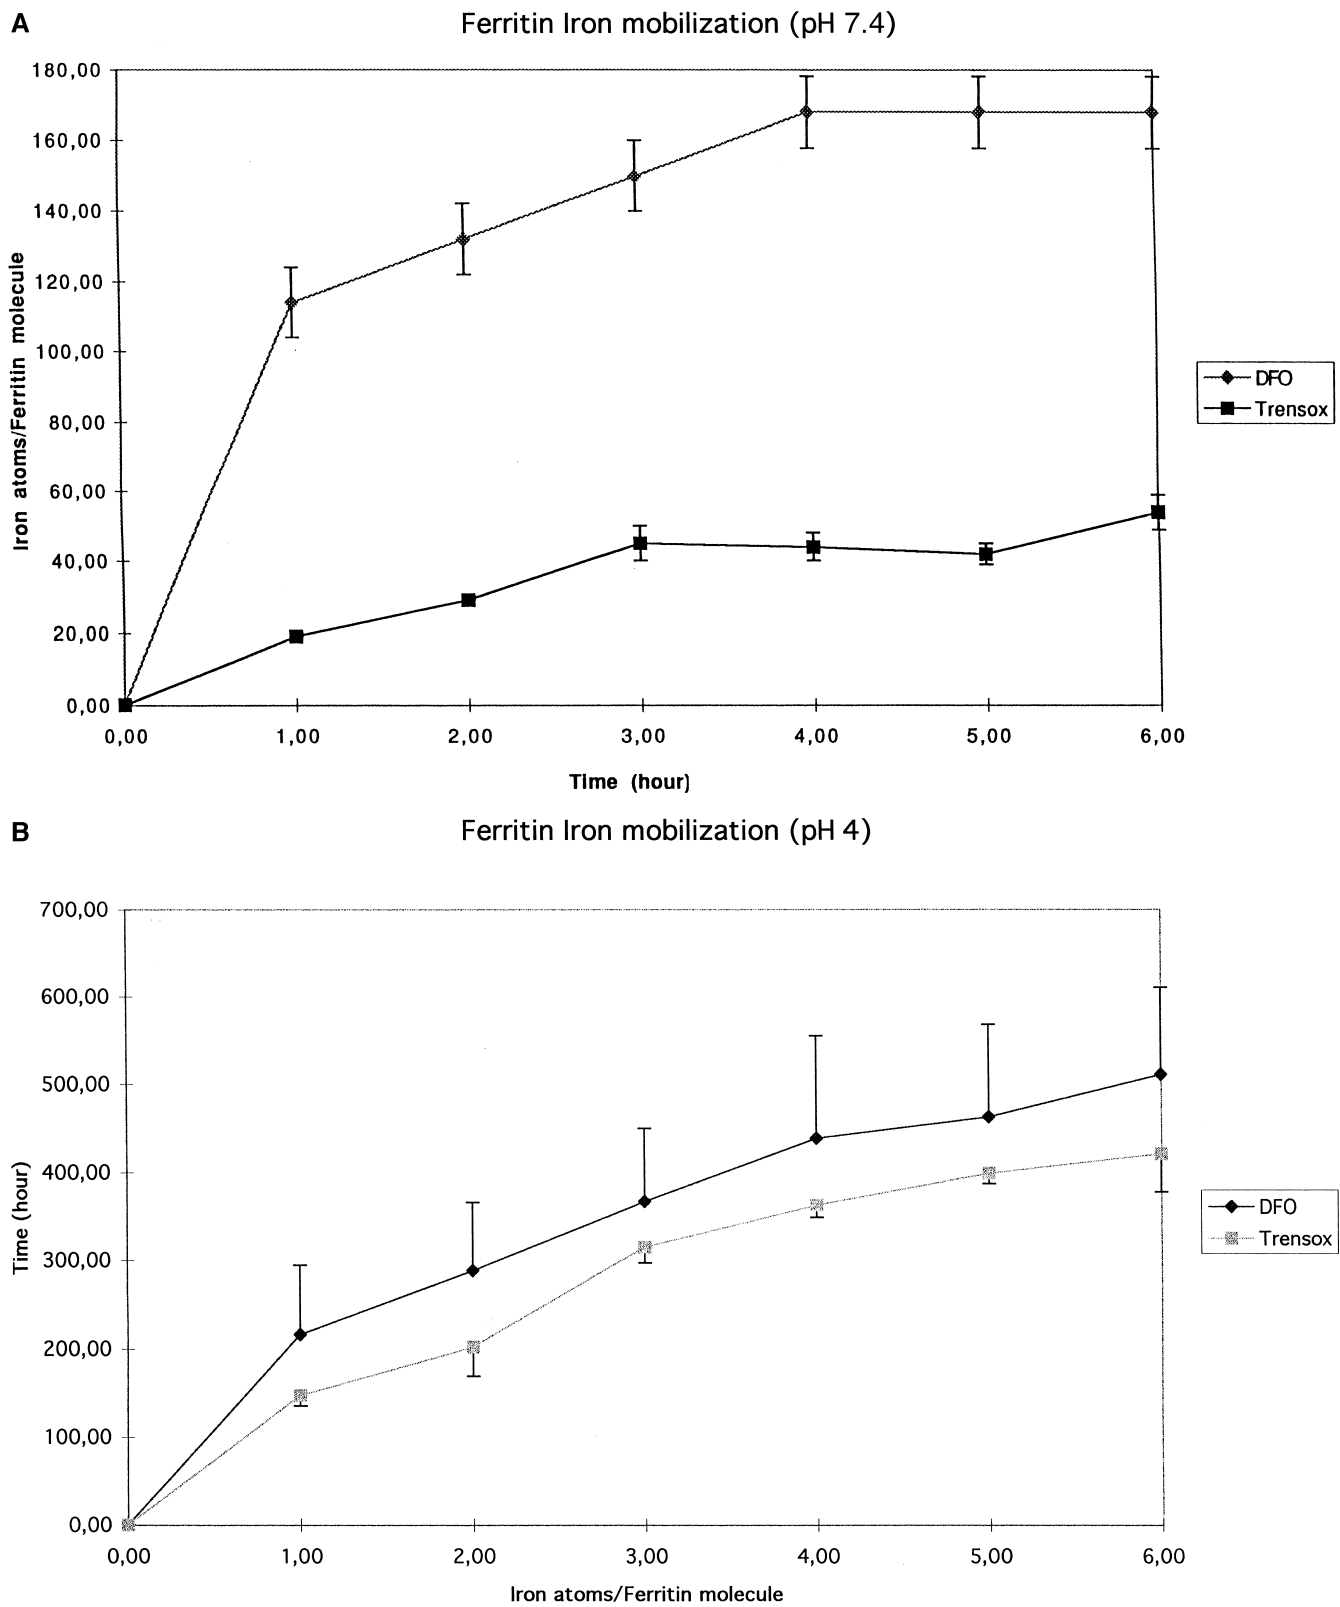 A
Ferritin Iron mobilization (pH 7.4)
180,00
160,00
140,00
120,00
100,00
80,00
60,00
40,00
20,00
0,00
Iron atoms/Ferritin molecule
0,00 1,00 2,00 3,00 4,00 5,00 6,00
Time (hour)
DFO
Trensox
B
Ferritin Iron mobilization (pH 4)
700,00
600,00
500,00
400,00
300,00
200,00
100,00
0,00
Time (hour)
0,00 1,00 2,00 3,00 4,00 5,00 6,00
Iron atoms/Ferritin molecule
DFO
Trensox